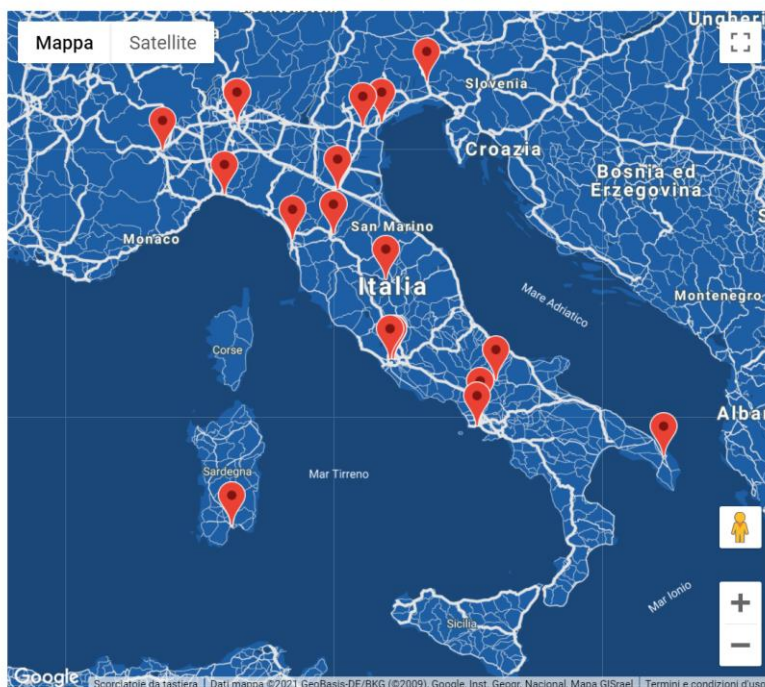 Mappa
Satellite
Ungheri
Slovenia
Croazia
Bosnia ed
Erzegovina
San Marino
Monaco
Italia
Mare Adriatico
Montenegro
Corse
Alban
Sardegna
Mar Tirreno
Mar Ionio
Sicilia
Google
Scorciatoie da tastiera
Dati mappa ©2021 GeoBasis-DE/BKG (©2009), Google, Inst. Geogr. Nacional, Mapa GISrael
Termini e condizioni d'uso